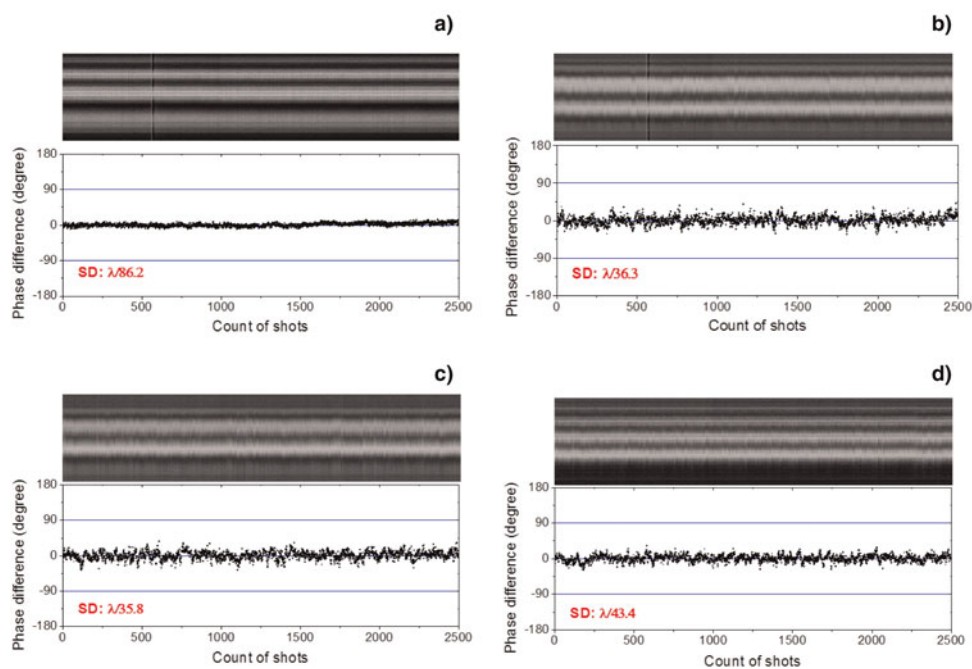 a)
180
90
0
-90
-180
Phase difference (degree)
SD: λ/86.2
0 500 1000 1500 2000 2500
Count of shots
b)
180
90
0
-90
-180
Phase difference (degree)
SD: λ/36.3
0 500 1000 1500 2000 2500
Count of shots
c)
180
90
0
-90
-180
Phase difference (degree)
SD: λ/35.8
0 500 1000 1500 2000 2500
Count of shots
d)
180
90
0
-90
-180
Phase difference (degree)
SD: λ/43.4
0 500 1000 1500 2000 2500
Count of shots